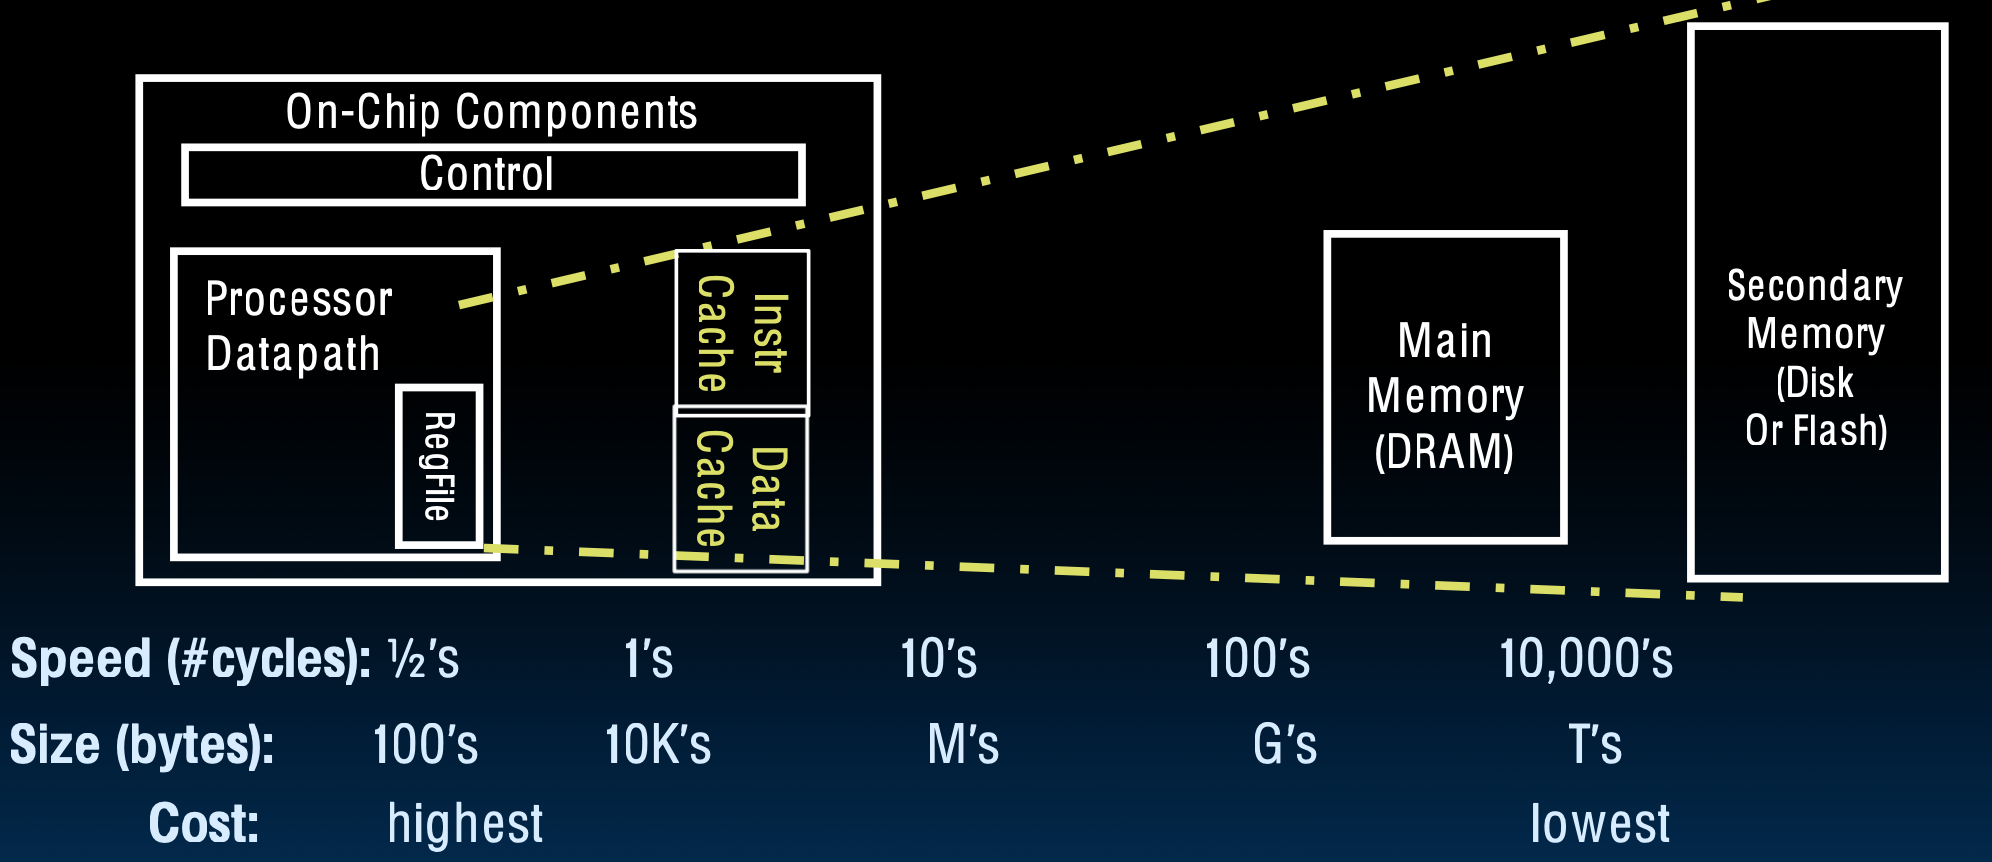 On-Chip Components
Control
Processor
Datapath
RegFile
Instr
Cache
Data
Cache
Main
Memory
(DRAM)
Secondary
Memory
(Disk
Or Flash)
Speed (#cycles): ½’s 1’s 10’s 100’s 10,000’s
Size (bytes): 100’s 10K’s M’s G’s T’s
Cost: highest lowest